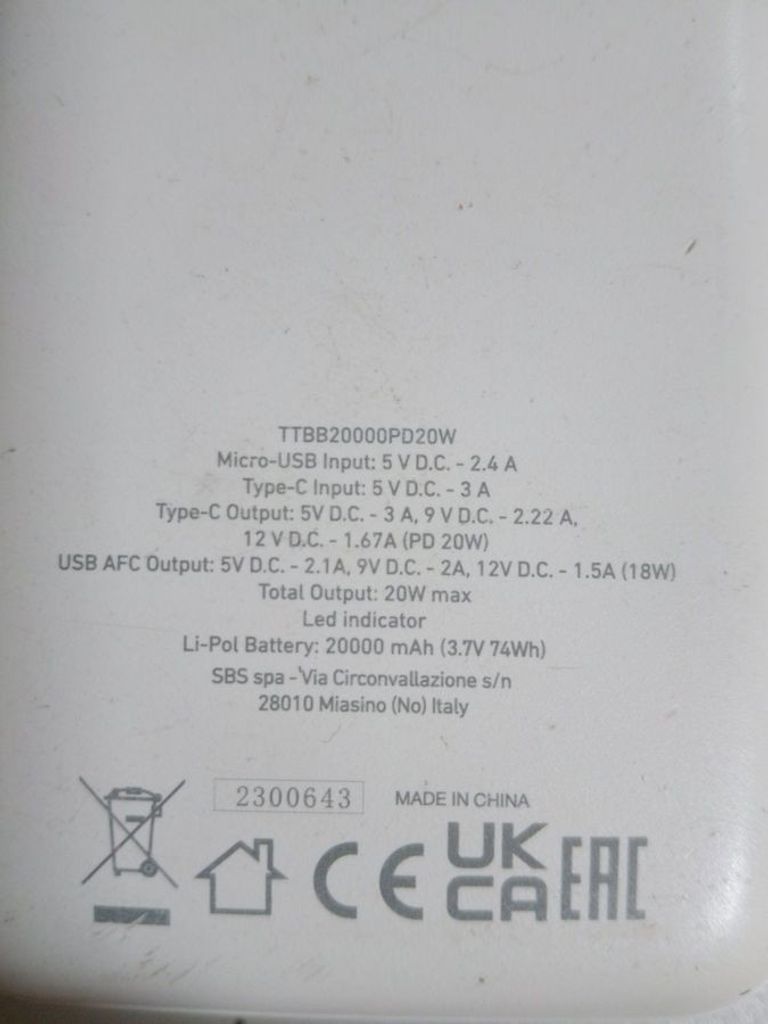 TTBB20000PD20W
Micro-USB Input: 5 V D.C. - 2.4 A
Type-C Input: 5 V D.C. - 3 A
Type-C Output: 5V D.C. - 3 A, 9 V D.C. - 2.22 A,
12 V D.C. - 1.67A (PD 20W)
USB AFC Output: 5V D.C. - 2.1A, 9V D.C. - 2A, 12V D.C. - 1.5A (18W)
Total Output: 20W max
Led indicator
Li-Pol Battery: 20000 mAh (3.7V 74Wh)
SBS spa - Via Circonvallazione s/n
28010 Miasino (No) Italy
2300643 MADE IN CHINA
CE UK CA EAC